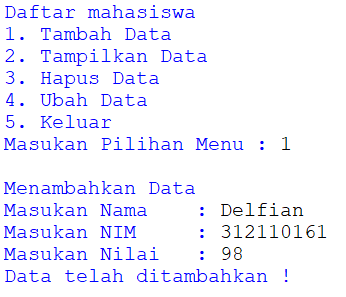 Daftar mahasiswa
1. Tambah Data
2. Tampilkan Data
3. Hapus Data
4. Ubah Data
5. Keluar
Masukan Pilihan Menu : 1

Menambahkan Data
Masukan Nama    : Delfian
Masukan NIM     : 312110161
Masukan Nilai   : 98
Data telah ditambahkan !